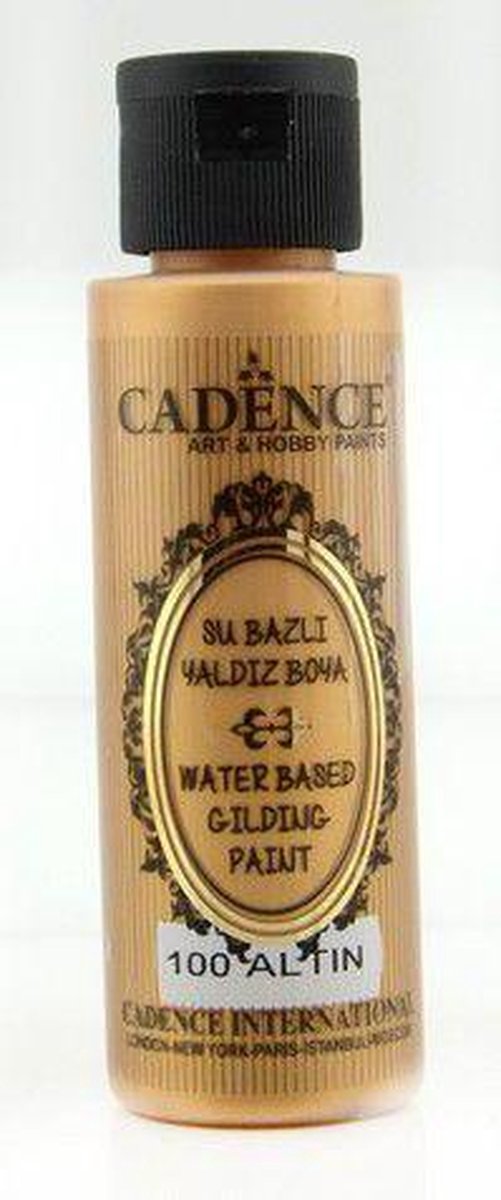 CADENCE
ART & HOBBY PAINTS
SU BAZLI
YALDIZ BOYA
WATER BASED
GILDING
PAINT
100 ALTIN
CADENCE INTERNATIONAL
LONDON-NEW YORK-PARIS-ISTANBUL-